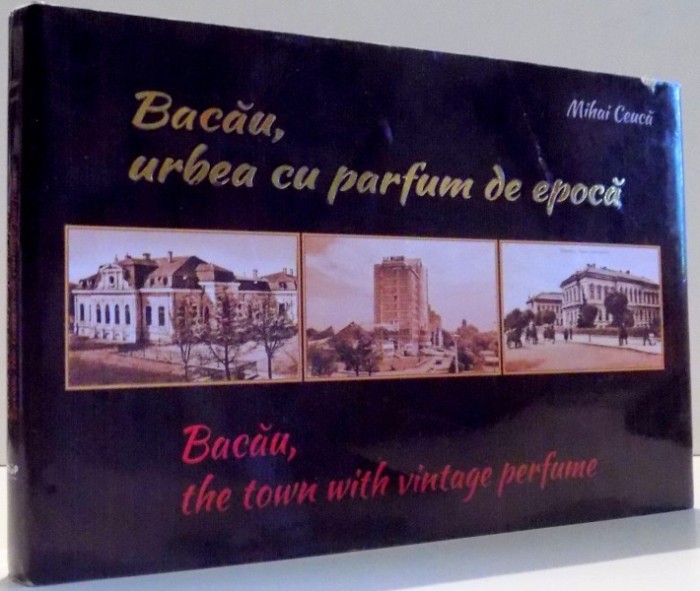 Mihai Ceucă
Bacău,
urbea cu parfum de epocă
Bacău,
the town with vintage perfume